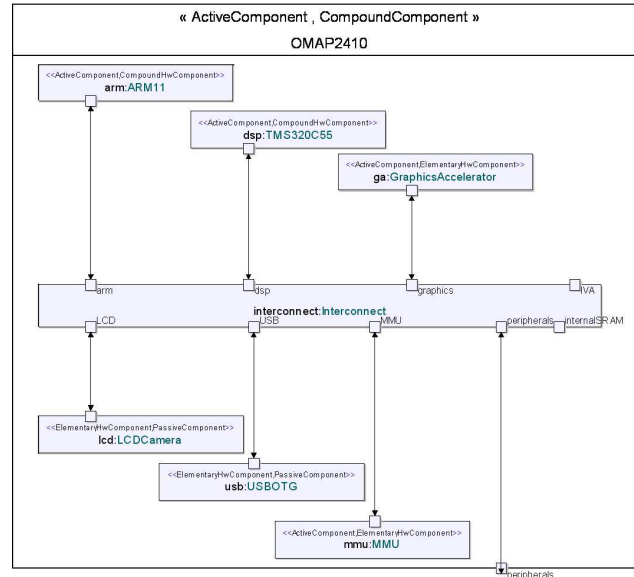 « ActiveComponent , CompoundComponent »
OMAP2410
<<ActiveComponent,CompoundHwComponent>>
arm:ARM11
<<ActiveComponent,CompoundHwComponent>>
dsp:TMS320C55
<<ActiveComponent,ElementaryHwComponent>>
ga:GraphicsAccelerator
arm
dsp
graphics
IVA
interconnect:Interconnect
LCD
USB
MMU
peripherals
internalSRAM
<<ElementaryHwComponent,PassiveComponent>>
lcd:LCDCamera
<<ElementaryHwComponent,PassiveComponent>>
usb:USBOTG
<<ActiveComponent,ElementaryHwComponent>>
mmu:MMU
peripherals